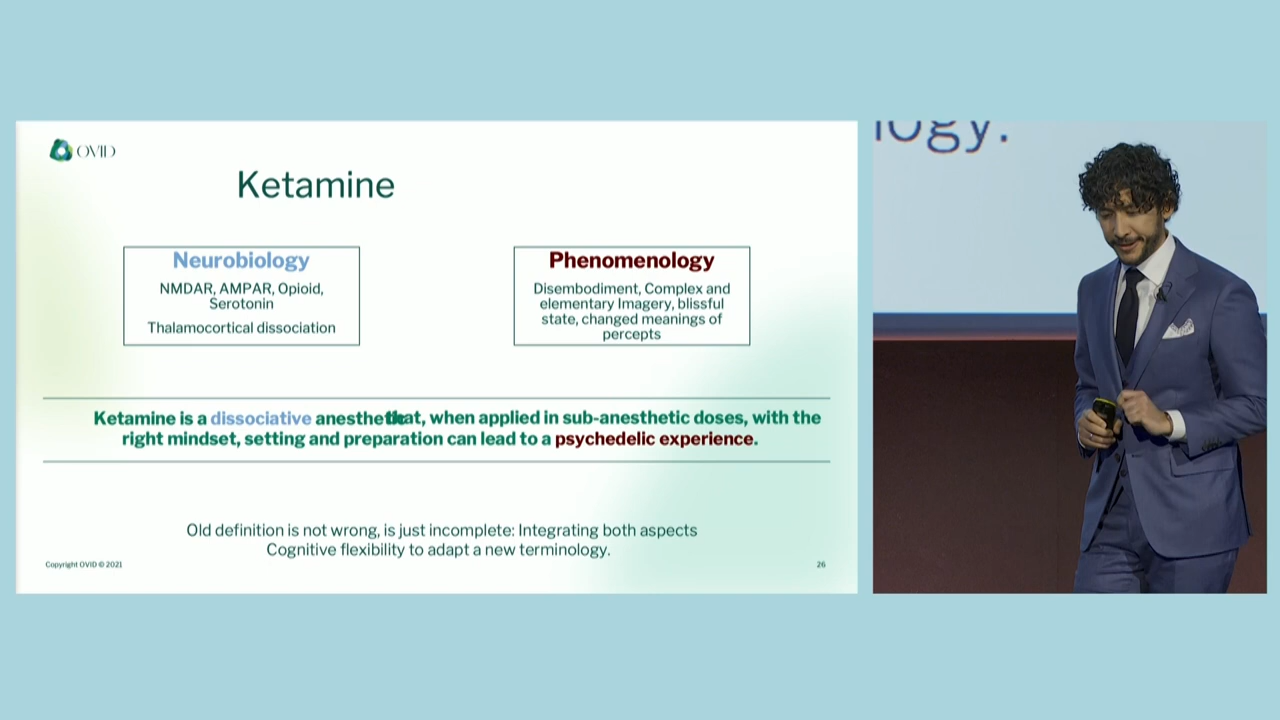 OVID
Ketamine
Neurobiology
NMDAR, AMPAR, Opioid,
Serotonin
Thalamocortical dissociation
Phenomenology
Disembodiment, Complex and
elementary Imagery, blissful
state, changed meanings of
percepts
Ketamine is a dissociative anesthetic that, when applied in sub-anesthetic doses, with the
right mindset, setting and preparation can lead to a psychedelic experience.
Old definition is not wrong, is just incomplete: Integrating both aspects
Cognitive flexibility to adapt a new terminology.
Copyright OVID © 2021
26
logy.